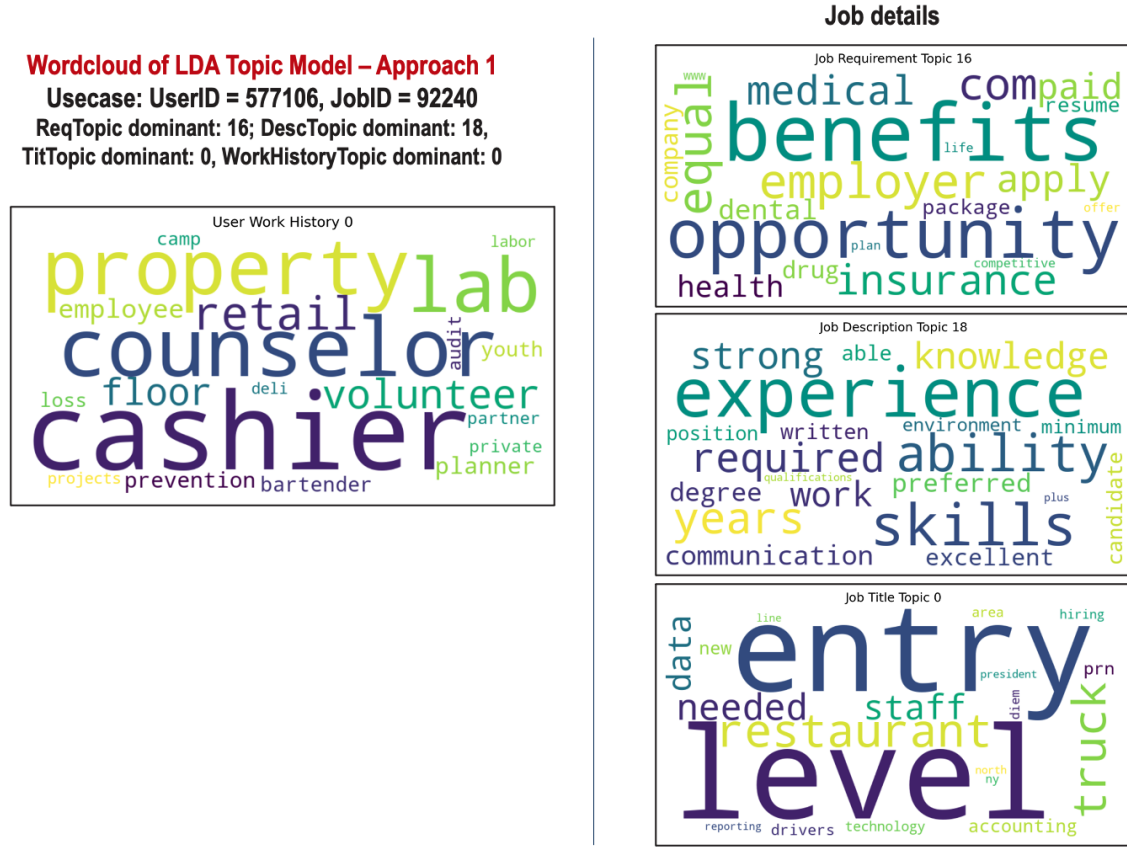 Job details
Wordcloud of LDA Topic Model – Approach 1
Usecase: UserID = 577106, JobID = 92240
ReqTopic dominant: 16; DescTopic dominant: 18,
TitTopic dominant: 0, WorkHistoryTopic dominant: 0
User Work History 0
camp
labor
property
lab
employee
retail
counselor
audit
youth
loss
floor
deli
volunteer
cashier
partner
private
planner
projects
prevention
bartender
Job Requirement Topic 16
www
medical
com
paid
resume
company
equal
benefits
life
employer
apply
dental
package
offer
opportunity
plan
competitive
health
drug
insurance
Job Description Topic 18
strong
able
knowledge
experience
position
written
environment
minimum
required
ability
qualifications
degree
work
preferred
plus
candidate
years
skills
communication
excellent
Job Title Topic 0
line
area
hiring
data
new
entry
president
prn
needed
staff
diem
truck
restaurant
level
north
ny
reporting
drivers
technology
accounting